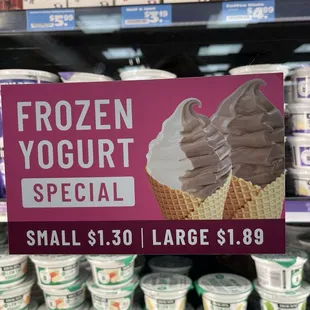 FROZEN
YOGURT
SPECIAL
SMALL $1.30 | LARGE $1.89